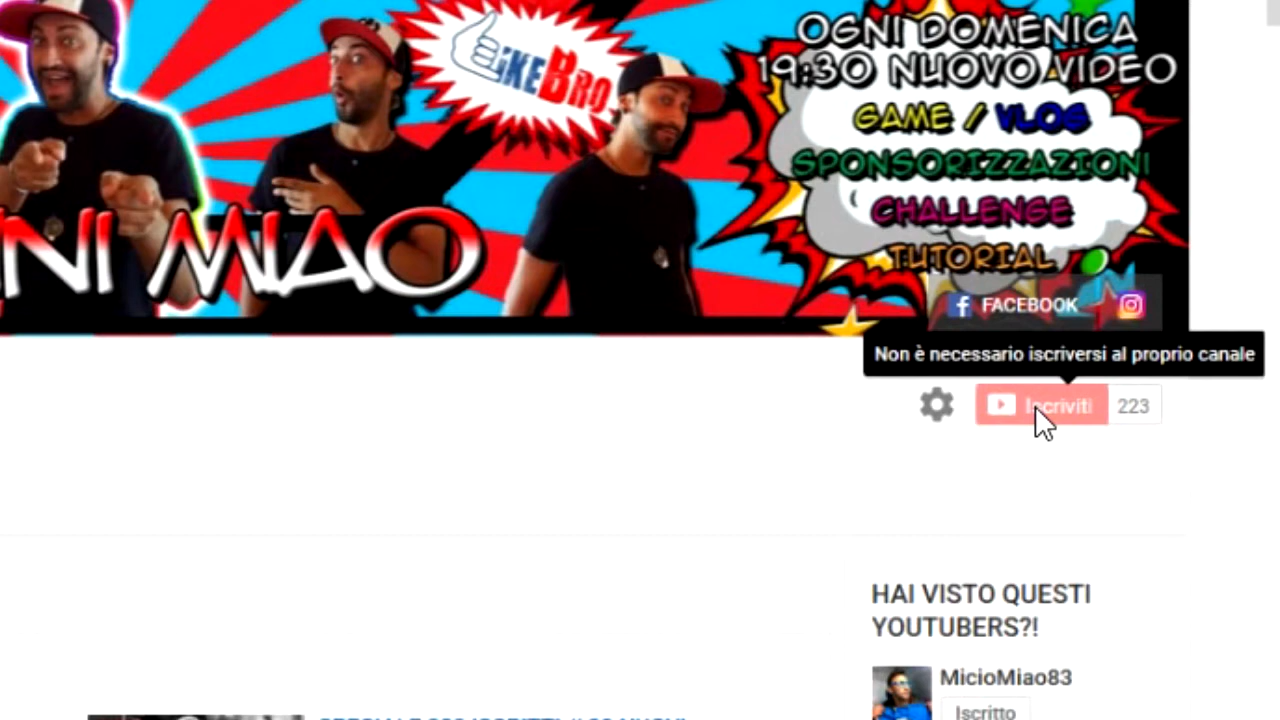 LIKEBRO
OGNI DOMENICA
19:30 NUOVO VIDEO
GAME / VLOG
SPONSORIZZAZIONI
CHALLENGE
TUTORIAL
NI MIAO
FACEBOOK
Non è necessario iscriversi al proprio canale
Iscriviti 223
HAI VISTO QUESTI
YOUTUBERS?!
MicioMiao83
Iscritto